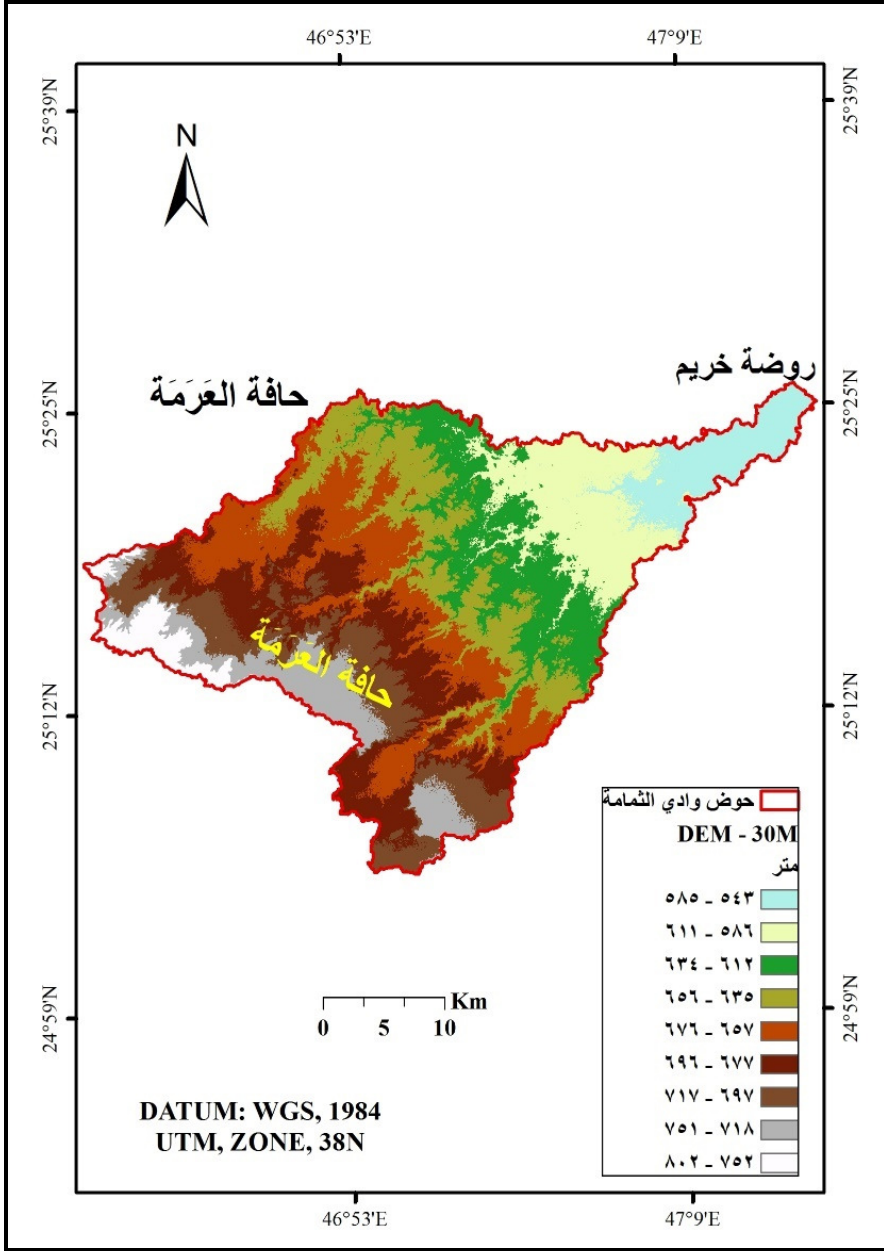 46°53'E
47°9'E
25°39'N
25°39'N
N
روضة خريم
حافة العَرَمَة
25°25'N
25°25'N
حافة العَرَمَة
25°12'N
25°12'N
حوض وادي الثمامة
DEM - 30M
متر
٥٤٣ - ٥٨٥
٥٨٦ - ٦١١
٦١٢ - ٦٣٤
٦٣٥ - ٦٥٦
٦٥٧ - ٦٧٦
٦٧٧ - ٦٩٦
٦٩٧ - ٧١٧
٧١٨ - ٧٥١
٧٥٢ - ٨٠٢
Km
0 5 10
24°59'N
24°59'N
DATUM: WGS, 1984
UTM, ZONE, 38N
46°53'E
47°9'E